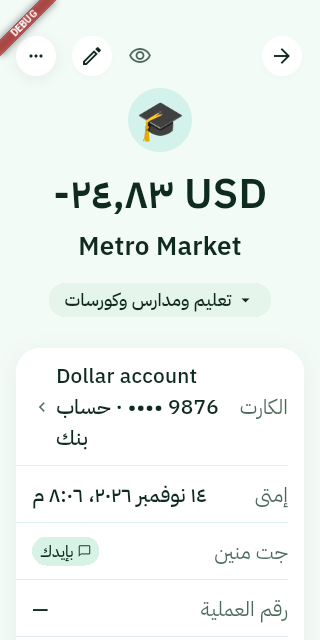 DEBUG
-٢٤,٨٣ USD
Metro Market
تعليم ومدارس وكورسات
الكارت
Dollar account
حساب · •••• 9876
بنك
إمتى
١٤ نوفمبر ٢٠٢٦، ٨:٠٦ م
جت منين
بإيدك
رقم العملية
—